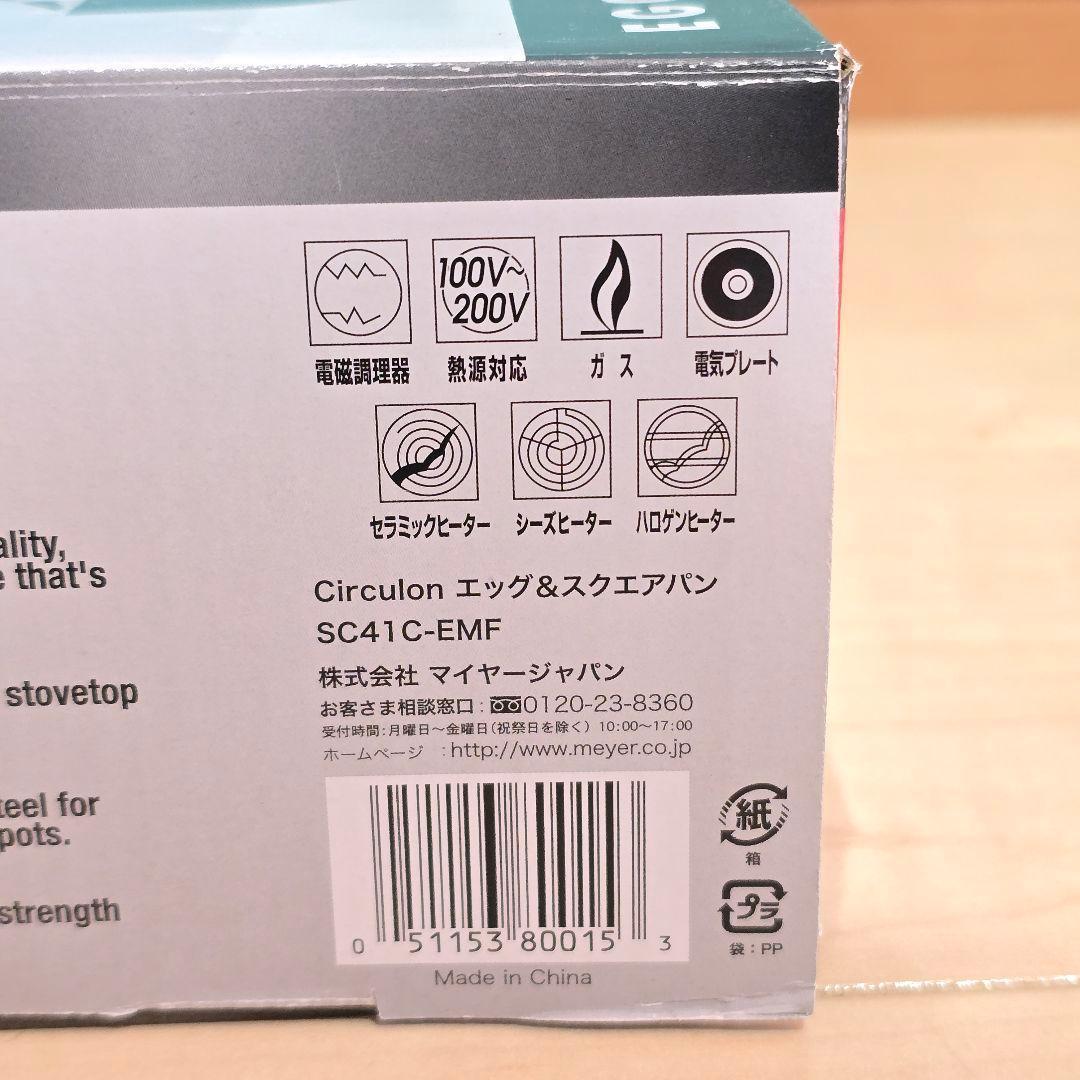 EGG
100V～
200V
電磁調理器
熱源対応
ガス
電気プレート
セラミックヒーター
シーズヒーター
ハロゲンヒーター
ality,
that's
stovetop
teel for
pots.
strength
Circulon エッグ＆スクエアパン
SC41C-EMF
株式会社 マイヤージャパン
お客さま相談窓口：0120-23-8360
受付時間：月曜日～金曜日（祝祭日を除く） 10：00～17：00
ホームページ ：http://www.meyer.co.jp
0 51153 80015 3
Made in China
紙
箱
プラ
袋：PP